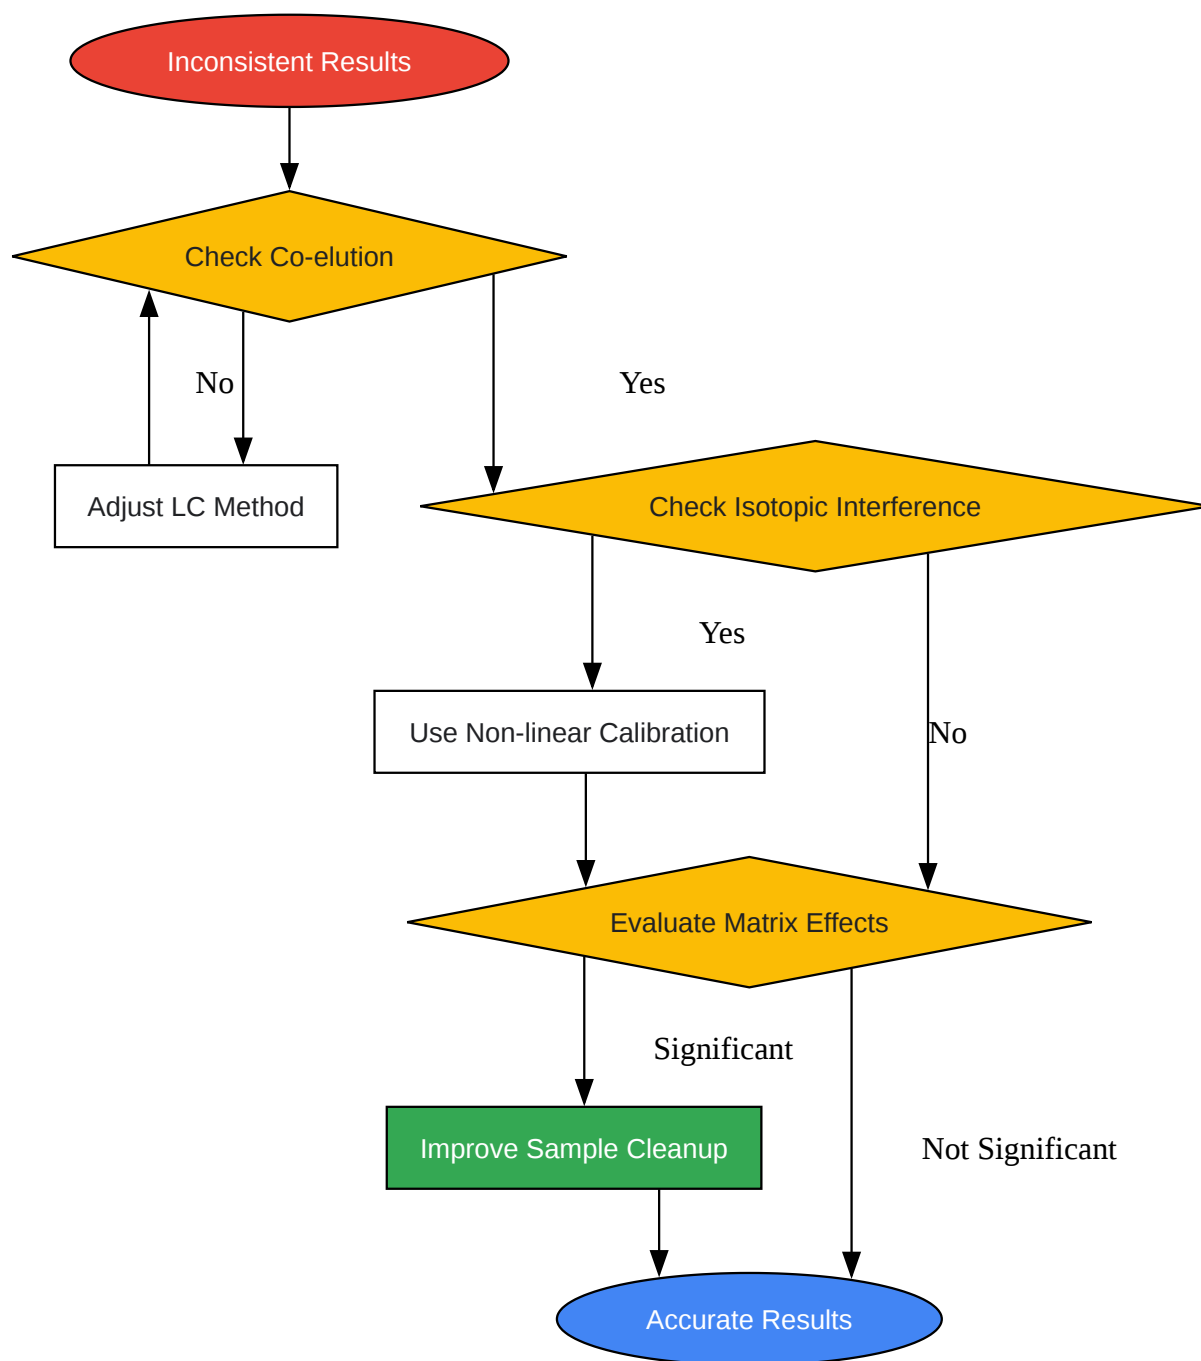 Inconsistent Results
Check Co-elution
No
Yes
Adjust LC Method
Check Isotopic Interference
Yes
Use Non-linear Calibration
No
Evaluate Matrix Effects
Significant
Improve Sample Cleanup
Not Significant
Accurate Results